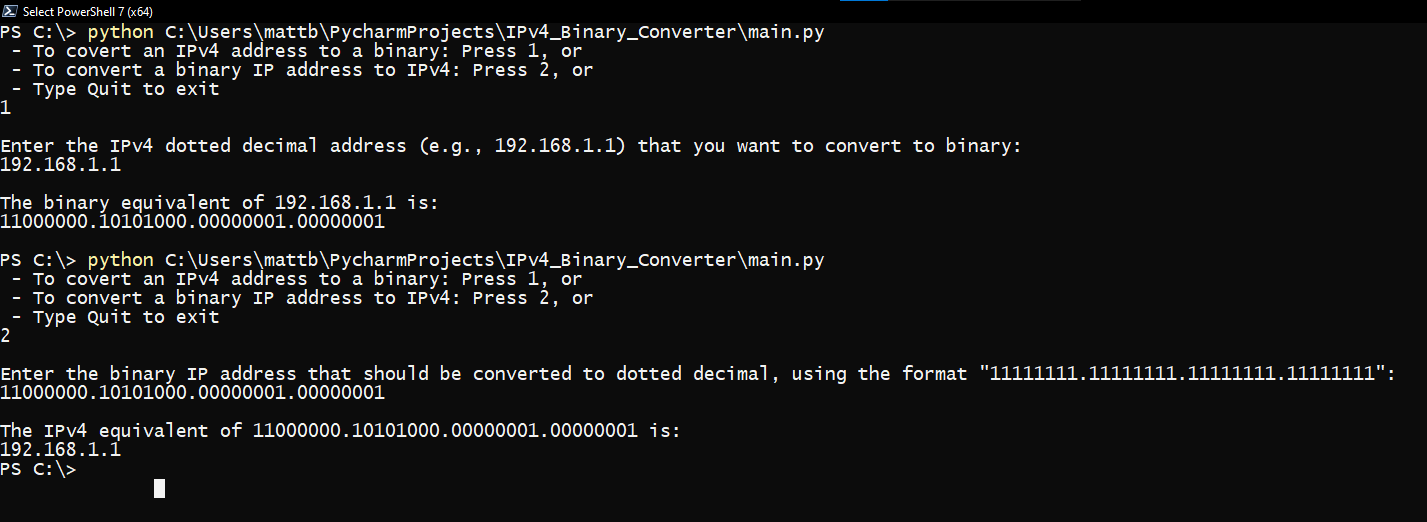 Select PowerShell 7 (x64)
PS C:\> python C:\Users\mattb\PycharmProjects\IPv4_Binary_Converter\main.py
 - To covert an IPv4 address to a binary: Press 1, or
 - To convert a binary IP address to IPv4: Press 2, or
 - Type Quit to exit
1

Enter the IPv4 dotted decimal address (e.g., 192.168.1.1) that you want to convert to binary:
192.168.1.1

The binary equivalent of 192.168.1.1 is:
11000000.10101000.00000001.00000001

PS C:\> python C:\Users\mattb\PycharmProjects\IPv4_Binary_Converter\main.py
 - To covert an IPv4 address to a binary: Press 1, or
 - To convert a binary IP address to IPv4: Press 2, or
 - Type Quit to exit
2

Enter the binary IP address that should be converted to dotted decimal, using the format "11111111.11111111.11111111.11111111":
11000000.10101000.00000001.00000001

The IPv4 equivalent of 11000000.10101000.00000001.00000001 is:
192.168.1.1
PS C:\>